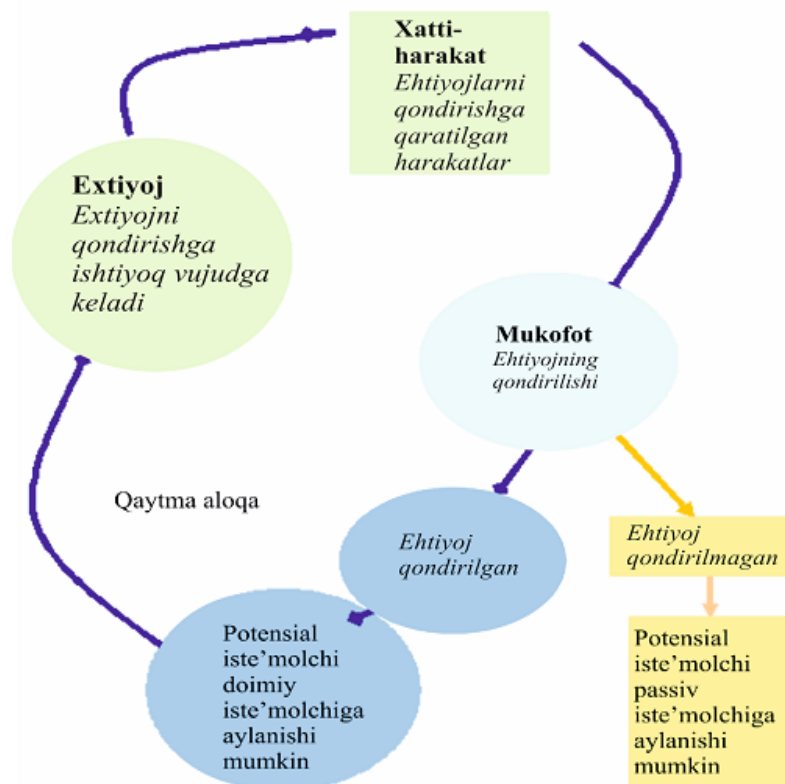 Xatti-
harakat
Ehtiyojlarni
qondirishga
qaratilgan
harakatlar
Extiyoj
Extiyojni
qondirishga
ishtiyoq vujudga
keladi
Mukofot
Ehtiyojning
qondirilishi
Qaytma aloqa
Ehtiyoj
qondirilgan
Ehtiyoj
qondirilmagan
Potensial
iste’molchi
doimiy
iste’molchiga
aylanishi
mumkin
Potensial
iste’molchi
passiv
iste’molchiga
aylanishi
mumkin